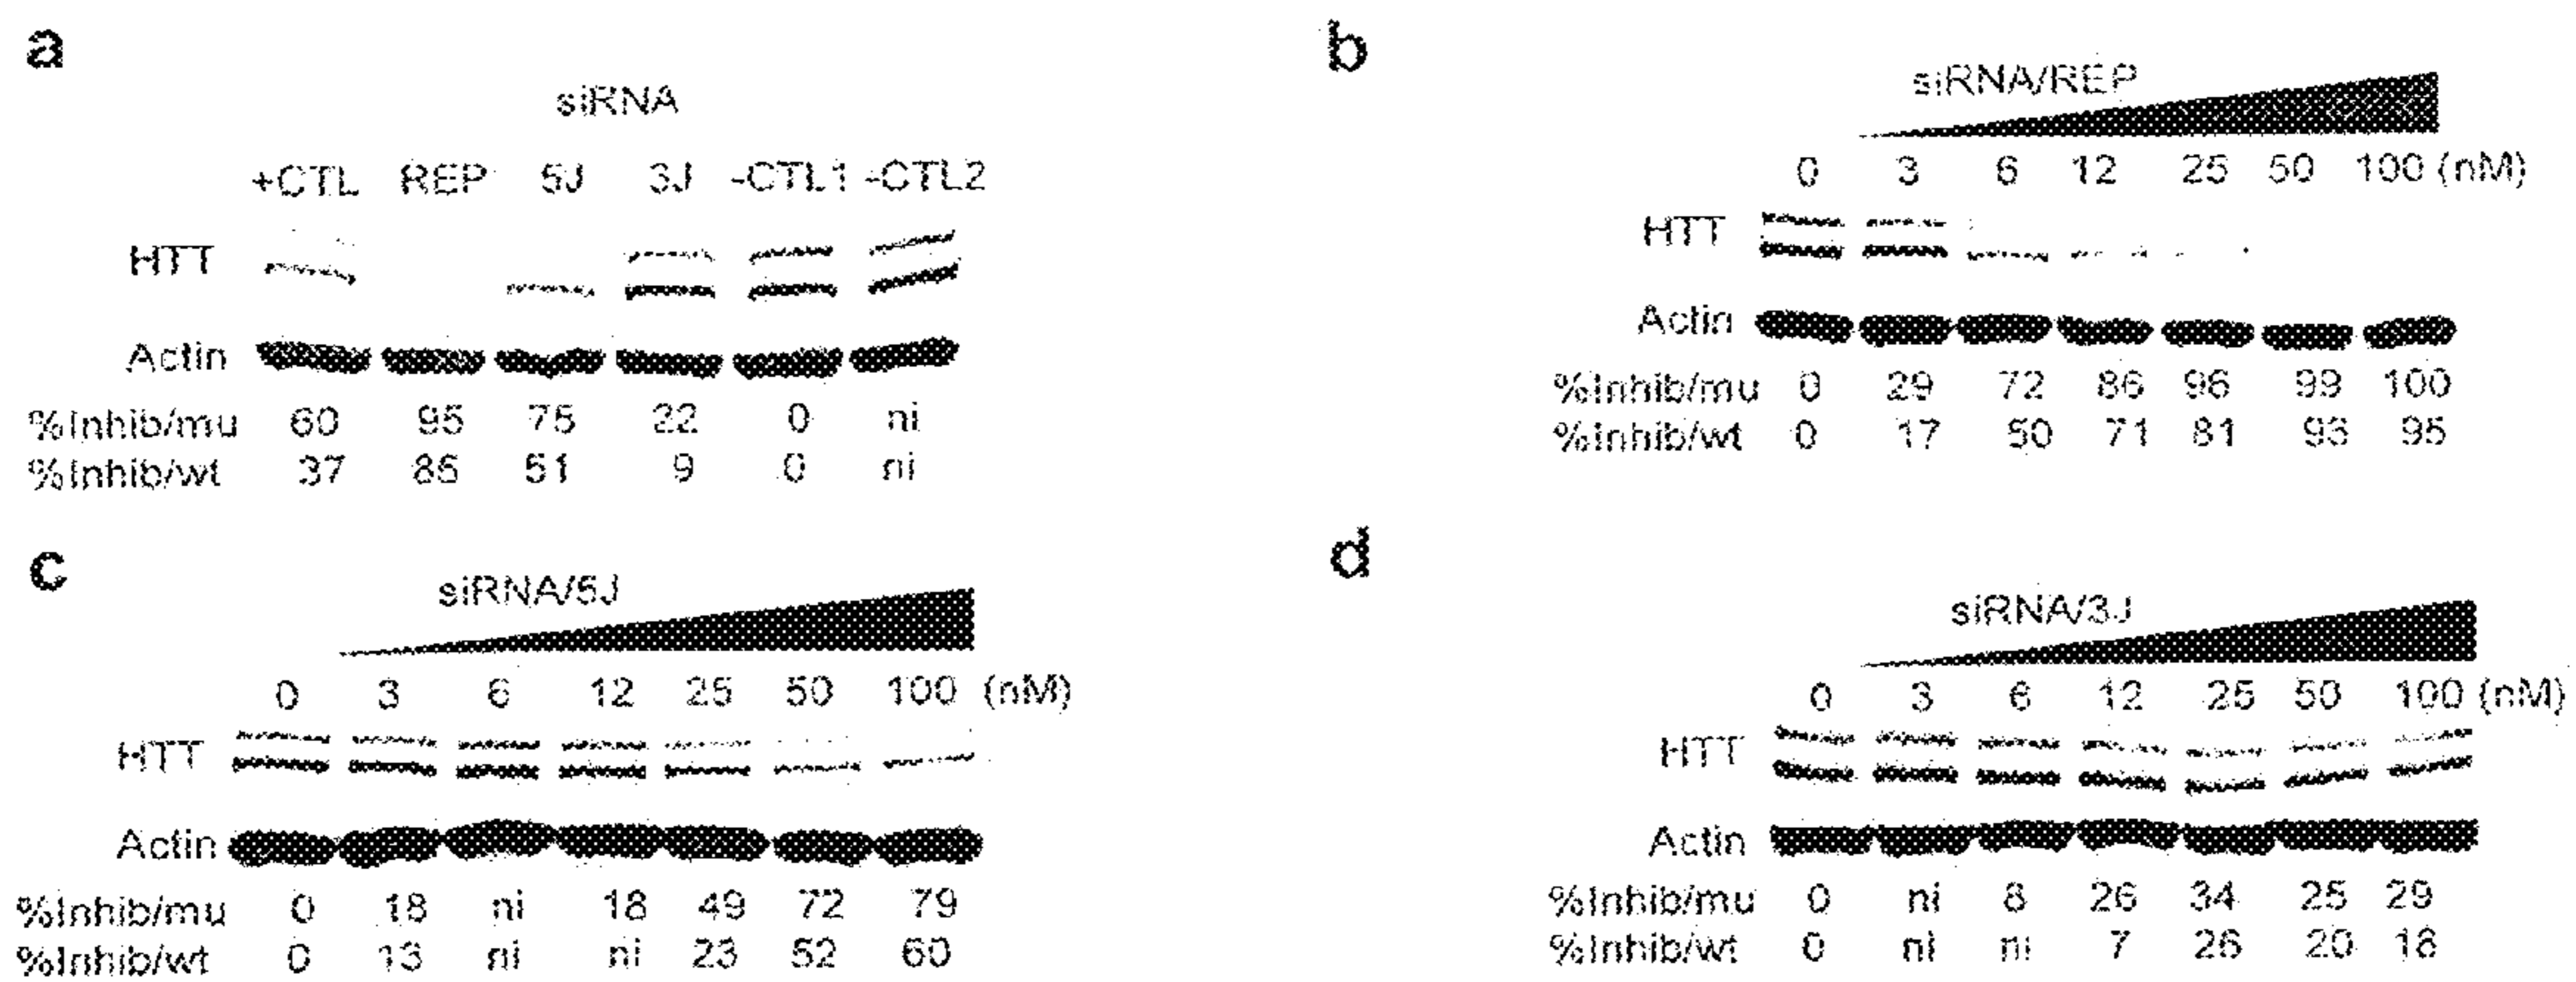 a
siRNA
+CTL REP 5J 3J -CTL1 -CTL2
HTT
Actin
%Inhib/mu 60 95 75 22 0 ni
%Inhib/wt 37 85 51 9 0 ni
b
siRNA/REP
0 3 6 12 25 50 100 (nM)
HTT
Actin
%Inhib/mu 0 29 72 86 96 99 100
%Inhib/wt 0 17 50 71 81 93 95
c
siRNA/5J
0 3 6 12 25 50 100 (nM)
HTT
Actin
%Inhib/mu 0 18 ni 18 49 72 79
%Inhib/wt 0 13 ni ni 23 52 60
d
siRNA/3J
0 3 6 12 25 50 100 (nM)
HTT
Actin
%Inhib/mu 0 ni 8 26 34 25 29
%Inhib/wt 0 ni ni 7 26 20 18